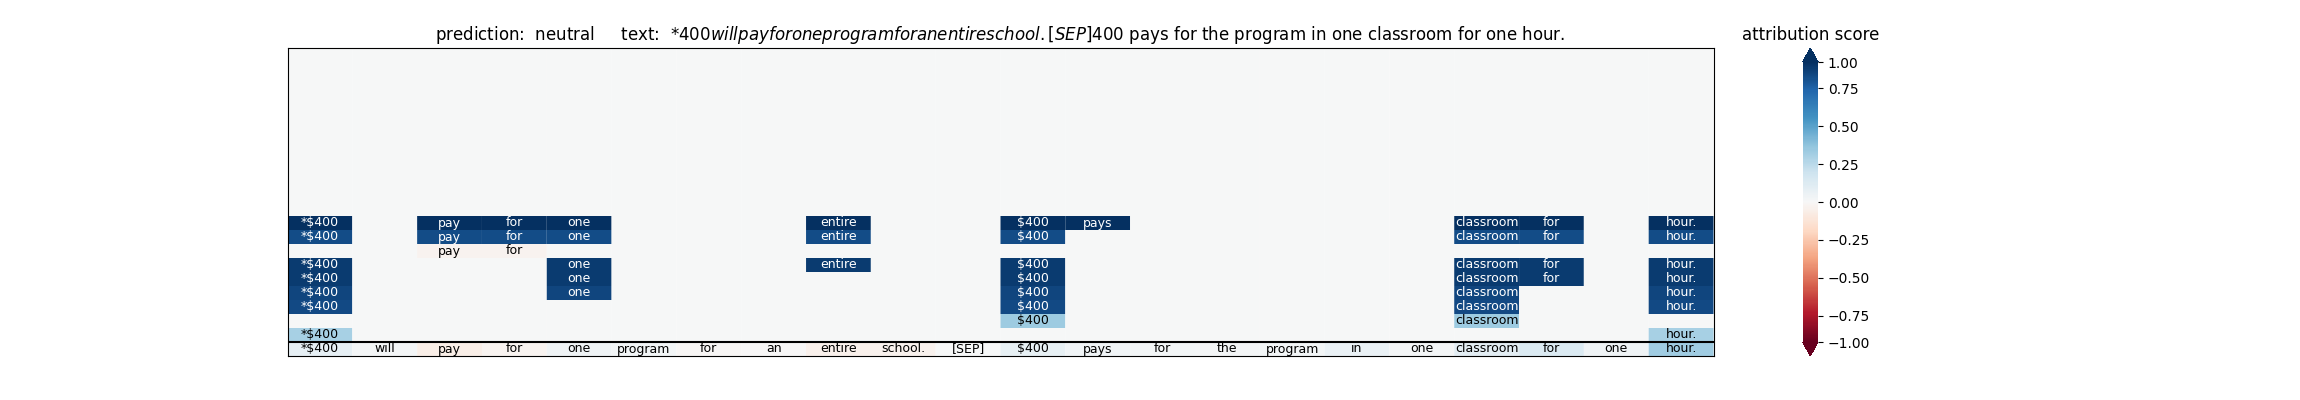 prediction: neutral text: *400willpayforoneprogramforanentireschool.[SEP]400 pays for the program in one classroom for one hour.
attribution score
*$400 pay for one entire $400 pays classroom for hour.
*$400 pay for one entire $400 classroom for hour.
pay for
*$400 one entire $400 classroom for hour.
*$400 one $400 classroom for hour.
*$400 one $400 classroom hour.
*$400 $400 classroom hour.
$400 classroom
*$400 hour.
*$400 will pay for one program for an entire school. [SEP] $400 pays for the program in one classroom for one hour.
1.00
0.75
0.50
0.25
0.00
−0.25
−0.50
−0.75
−1.00